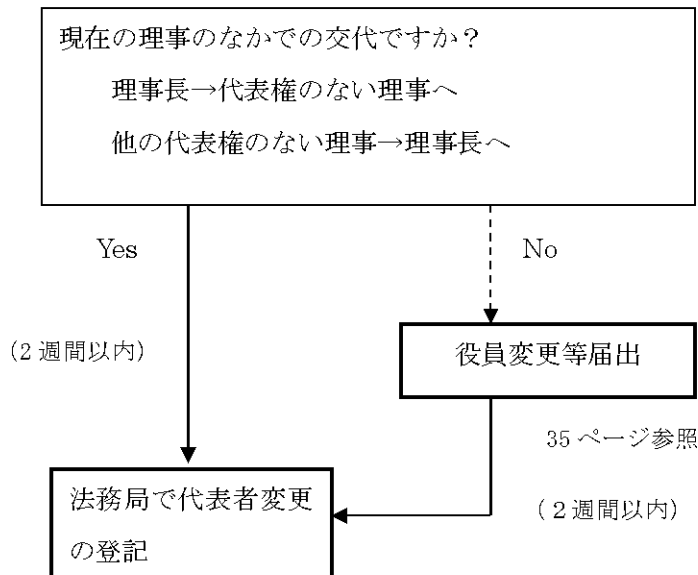 現在の理事のなかでの交代ですか？
理事長→代表権のない理事へ
他の代表権のない理事→理事長へ
Yes
No
（2週間以内）
役員変更等届出
35ページ参照
（2週間以内）
法務局で代表者変更
の登記